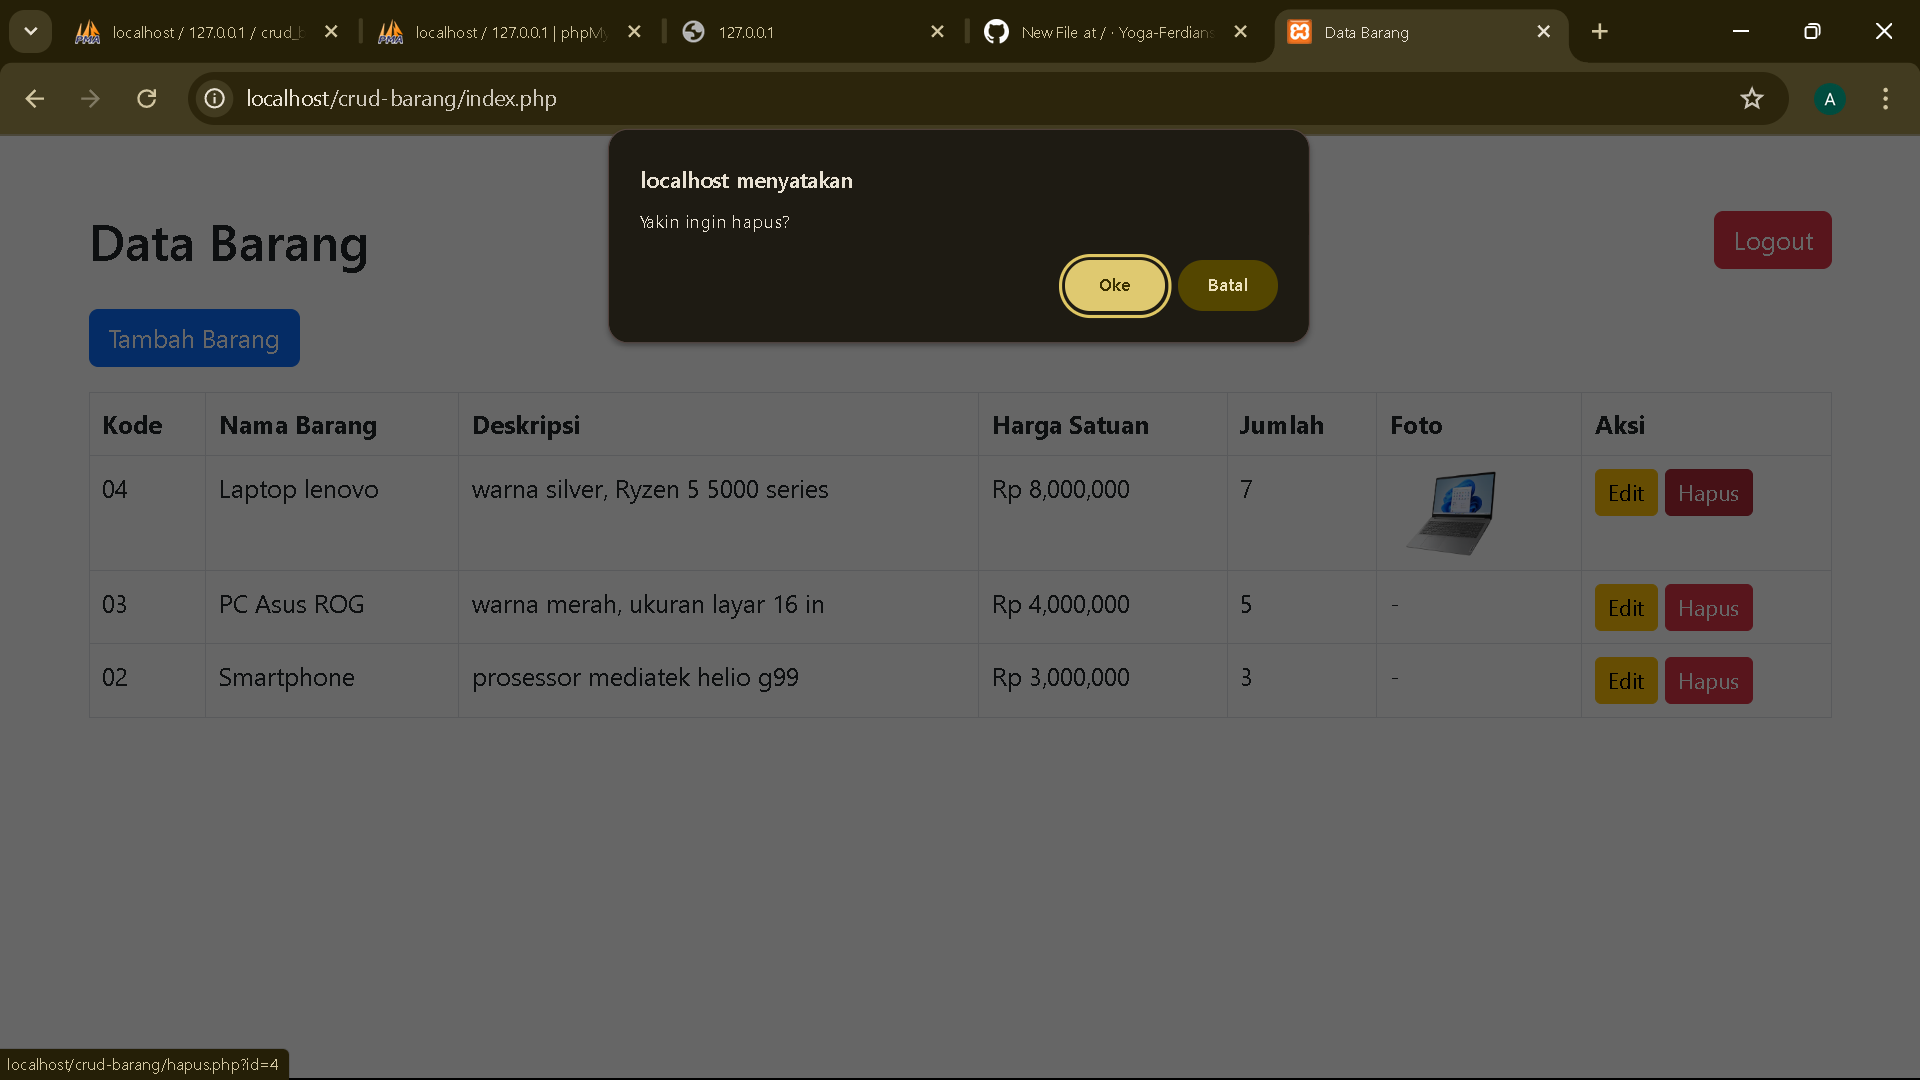 localhost / 127.0.0.1 / crud_b
localhost / 127.0.0.1 | phpMy
127.0.0.1
New File at / · Yoga-Ferdians
Data Barang
localhost/crud-barang/index.php
A
localhost menyatakan
Yakin ingin hapus?
Oke
Batal
Data Barang
Logout
Tambah Barang
Kode Nama Barang Deskripsi Harga Satuan Jumlah Foto Aksi
04 Laptop lenovo warna silver, Ryzen 5 5000 series Rp 8,000,000 7 Edit Hapus
03 PC Asus ROG warna merah, ukuran layar 16 in Rp 4,000,000 5 - Edit Hapus
02 Smartphone prosessor mediatek helio g99 Rp 3,000,000 3 - Edit Hapus
localhost/crud-barang/hapus.php?id=4